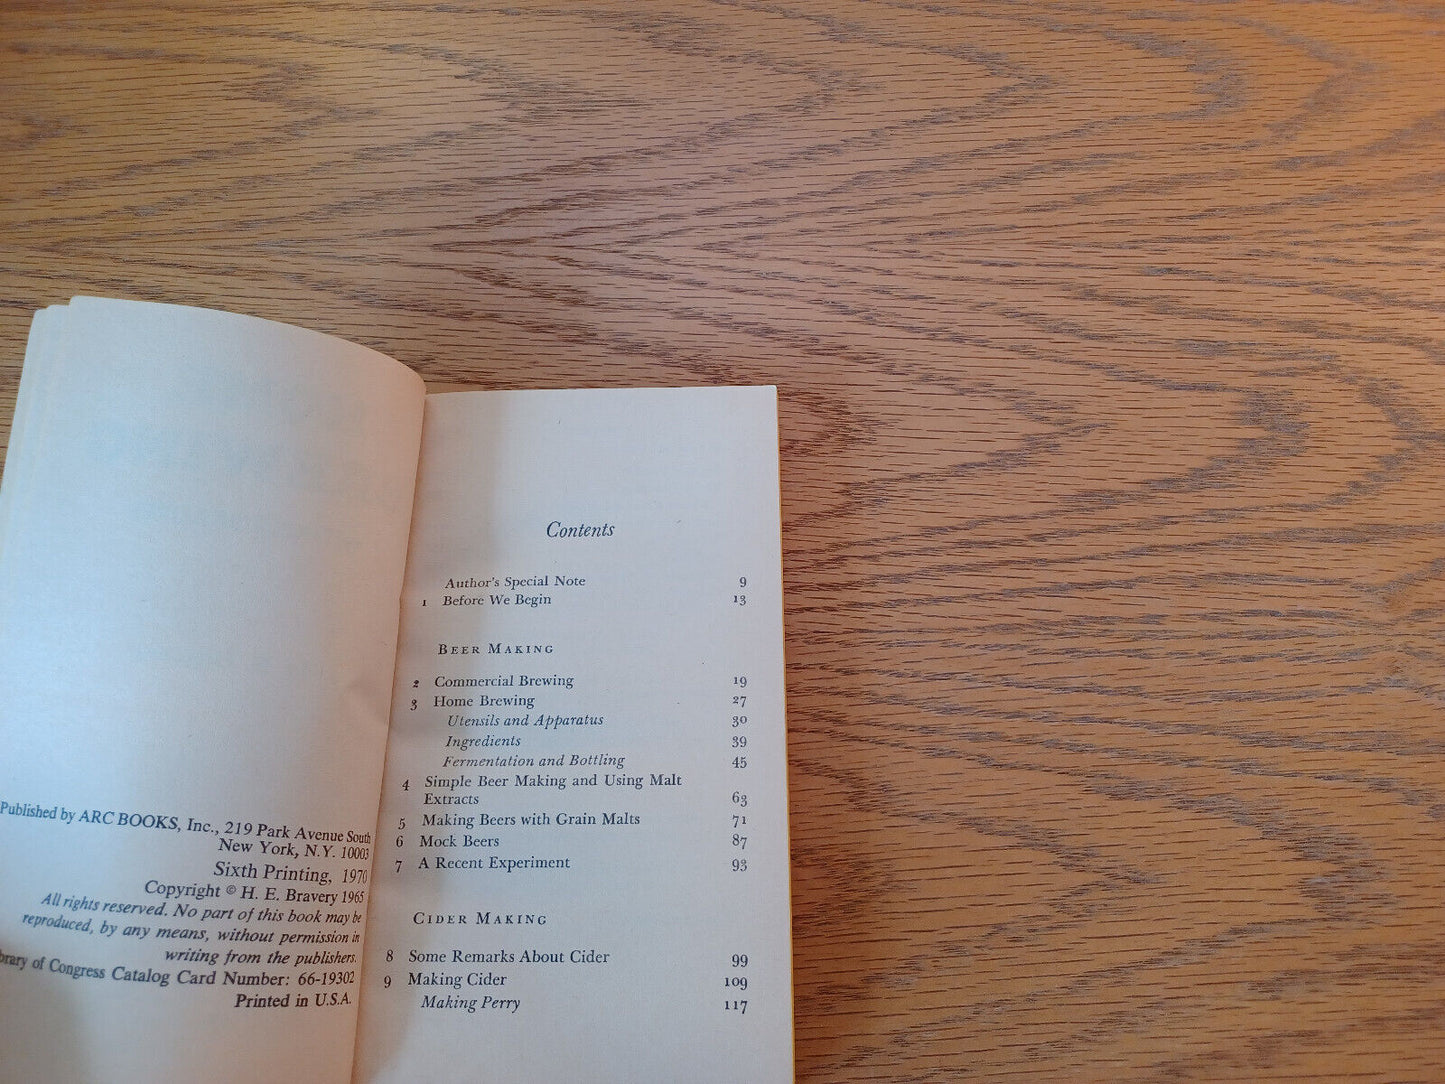 Published by ARC BOOKS, Inc., 219 Park Avenue South
New York, N.Y. 10003
Sixth Printing, 1970
Copyright © H. E. Bravery 1965
All rights reserved. No part of this book may be
reproduced, by any means, without permission in
writing from the publishers.
of Congress Catalog Card Number: 66-19302
Printed in U.S.A.
Contents
Author's Special Note 9
1 Before We Begin 13
BEER MAKING
2 Commercial Brewing 19
3 Home Brewing 27
Utensils and Apparatus 30
Ingredients 39
Fermentation and Bottling 45
4 Simple Beer Making and Using Malt
Extracts 63
5 Making Beers with Grain Malts 71
6 Mock Beers 87
7 A Recent Experiment 93
CIDER MAKING
8 Some Remarks About Cider 99
9 Making Cider 109
Making Perry 117